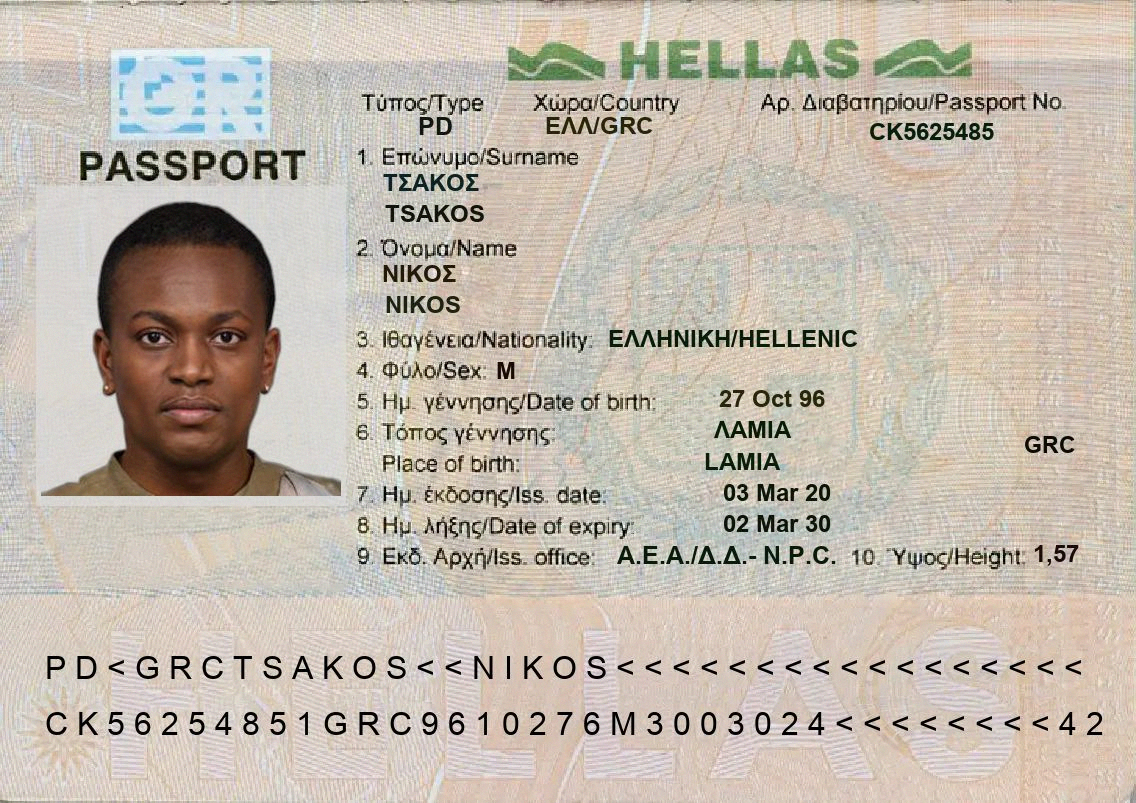 GR
HELLAS
PASSPORT
Τύπος/Type Χώρα/Country Αρ. Διαβατηρίου/Passport No.
PD ΕΛΛ/GRC CK5625485
1. Επώνυμο/Surname
ΤΣΑΚΟΣ
TSAKOS
2. Όνομα/Name
ΝΙΚΟΣ
NIKOS
3. Ιθαγένεια/Nationality: ΕΛΛΗΝΙΚΗ/HELLENIC
4. Φύλο/Sex: M
5. Ημ. γέννησης/Date of birth: 27 Oct 96
6. Τόπος γέννησης: ΛΑΜΙΑ
GRC
Place of birth: LAMIA
7. Ημ. έκδοσης/Iss. date: 03 Mar 20
8. Ημ. λήξης/Date of expiry: 02 Mar 30
9 Εκδ. Αρχή/Iss. office: Α.Ε.Α./Δ.Δ.- N.P.C. 10. Ύψος/Height: 1,57
HELLAS
PD<GRCTSAKOS<<NIKOS<<<<<<<<<<<<<<<<<
CK56254851GRC9610276M3003024<<<<<<<<42